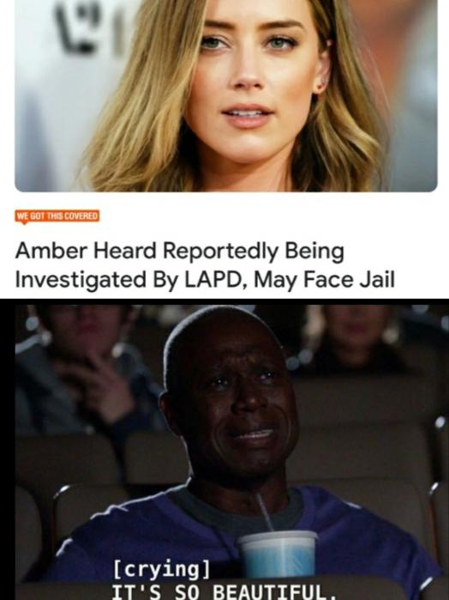 WE GOT THIS COVERED
Amber Heard Reportedly Being
Investigated By LAPD, May Face Jail
[crying]
IT'S SO BEAUTIFUL.